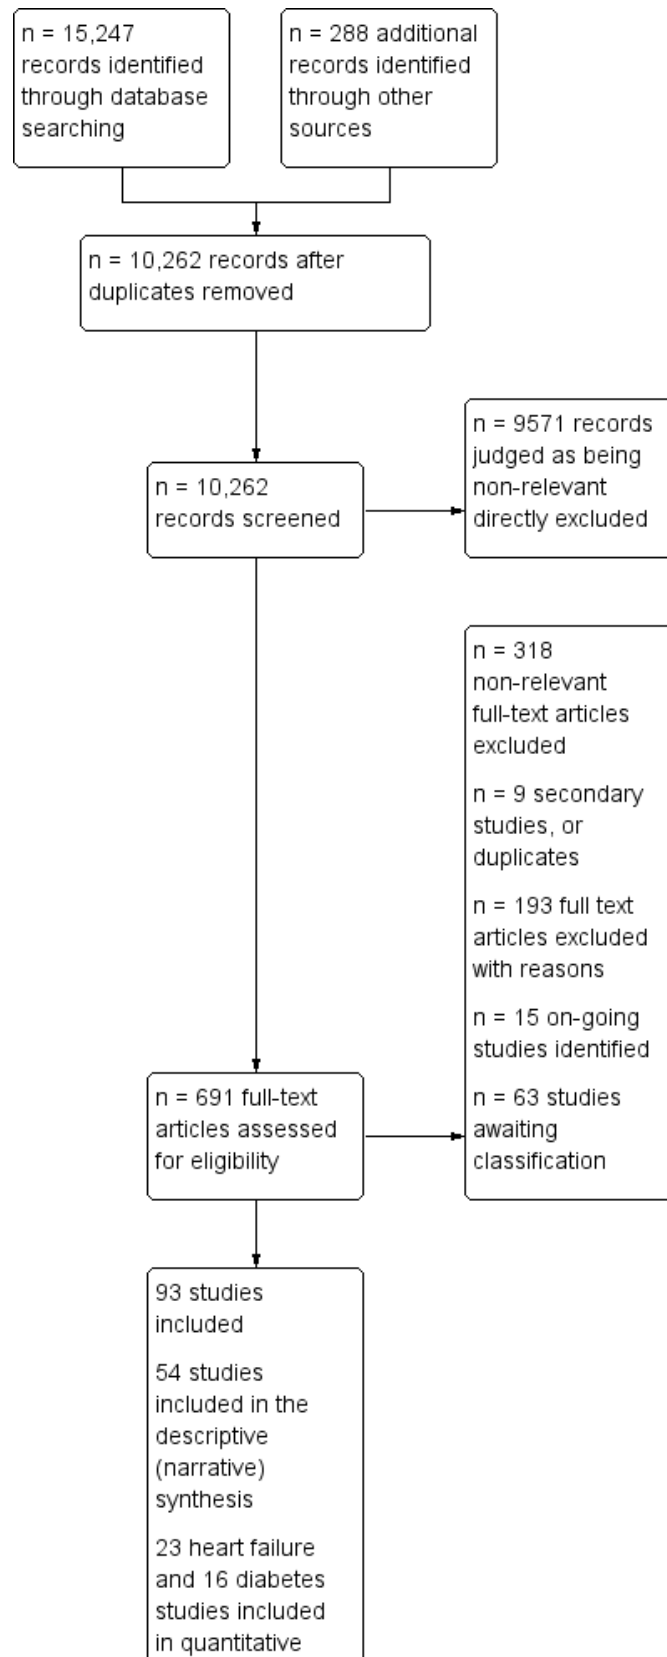 n = 15,247
records identified
through database
searching
n = 288 additional
records identified
through other
sources
n = 10,262 records after
duplicates removed
n = 9571 records
judged as being
non-relevant
directly excluded
n = 10,262
records screened
n = 318
non-relevant
full-text articles
excluded
n = 9 secondary
studies, or
duplicates
n = 193 full text
articles excluded
with reasons
n = 15 on-going
studies identified
n = 63 studies
awaiting
classification
n = 691 full-text
articles assessed
for eligibility
93 studies
included
54 studies
included in the
descriptive
(narrative)
synthesis
23 heart failure
and 16 diabetes
studies included
in quantitative